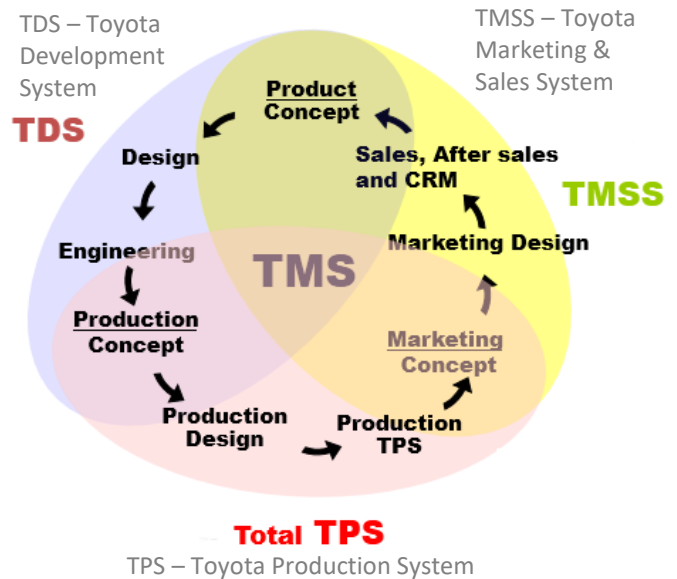 TDS – Toyota
Development
System
TDS
TMSS – Toyota
Marketing &
Sales System
TMSS
Product
Concept
Design
Engineering
Production
Concept
Production
Design
Production
TPS
Marketing
Concept
Marketing Design
Sales, After sales
and CRM
TMS
Total TPS
TPS – Toyota Production System